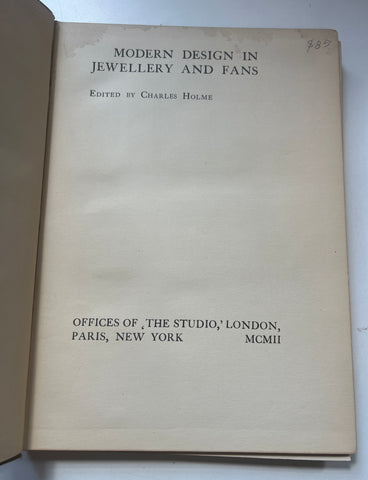 $85
MODERN DESIGN IN
JEWELLERY AND FANS
EDITED BY CHARLES HOLME
OFFICES OF ‚THE STUDIO,’ LONDON,
PARIS, NEW YORK MCMII